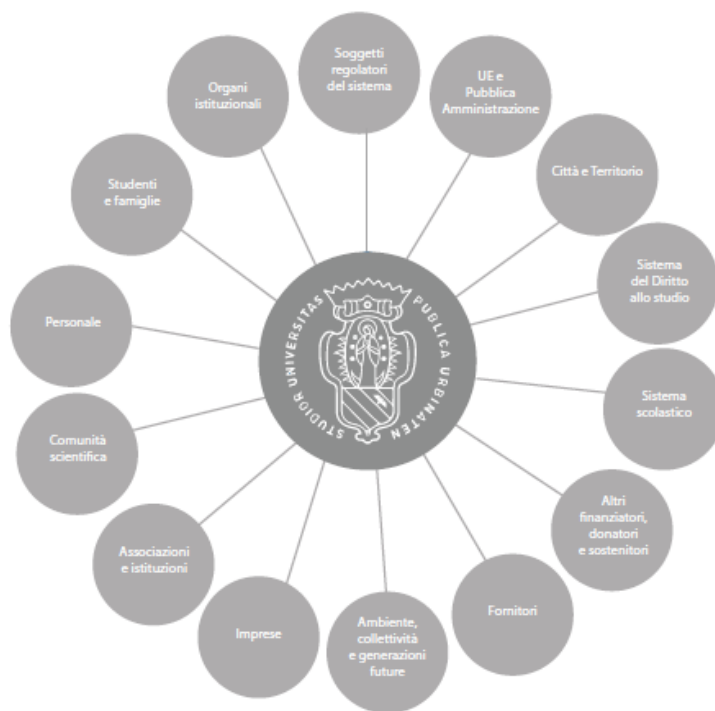 Soggetti
regolatori
del sistema
UE e
Pubblica
Amministrazione
Città e Territorio
Sistema
del Diritto
allo studio
Sistema
scolastico
Altri
finanziatori,
donatori
e sostenitori
Fornitori
Ambiente,
collettività
e generazioni
future
Imprese
Associazioni
e istituzioni
Comunità
scientifica
Personale
Studenti
e famiglie
Organi
istituzionali
STUDIOR UNIVERSITAS PUBLICA URBINATEN